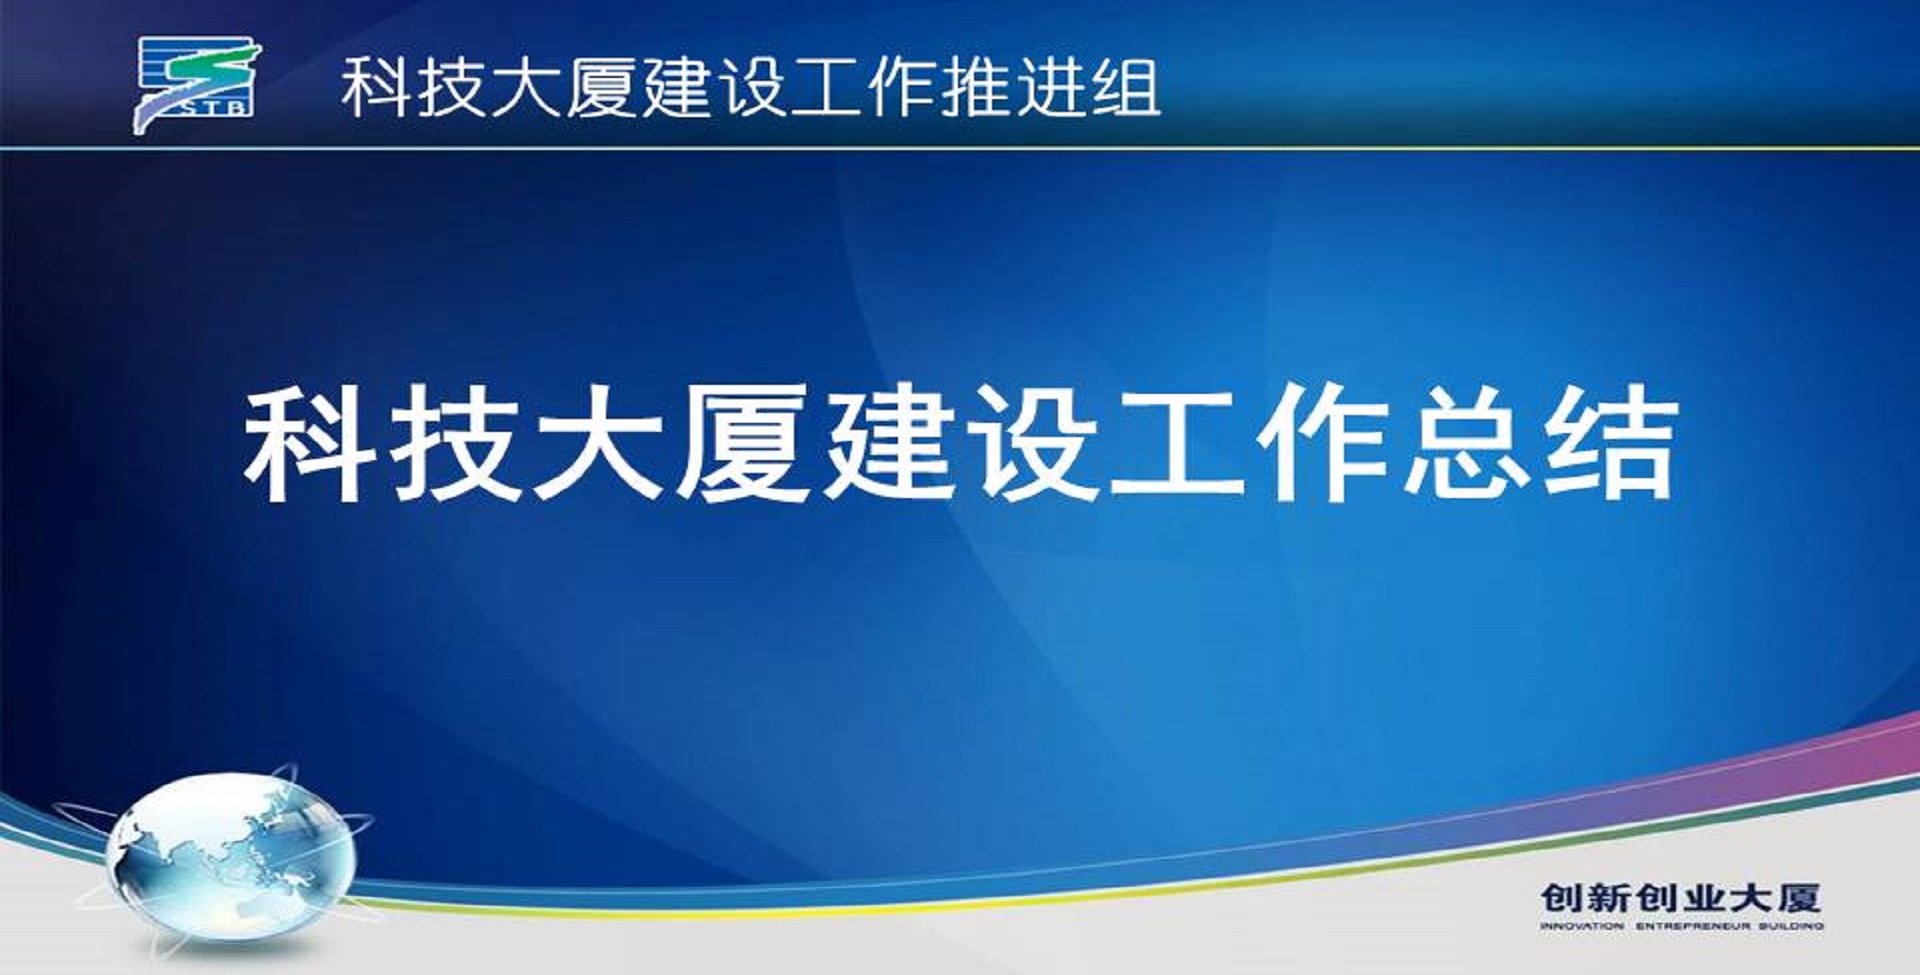 STB
科技大厦建设工作推进组
科技大厦建设工作总结
创新创业大厦
INNOVATION ENTREPRENEUR BUILDING